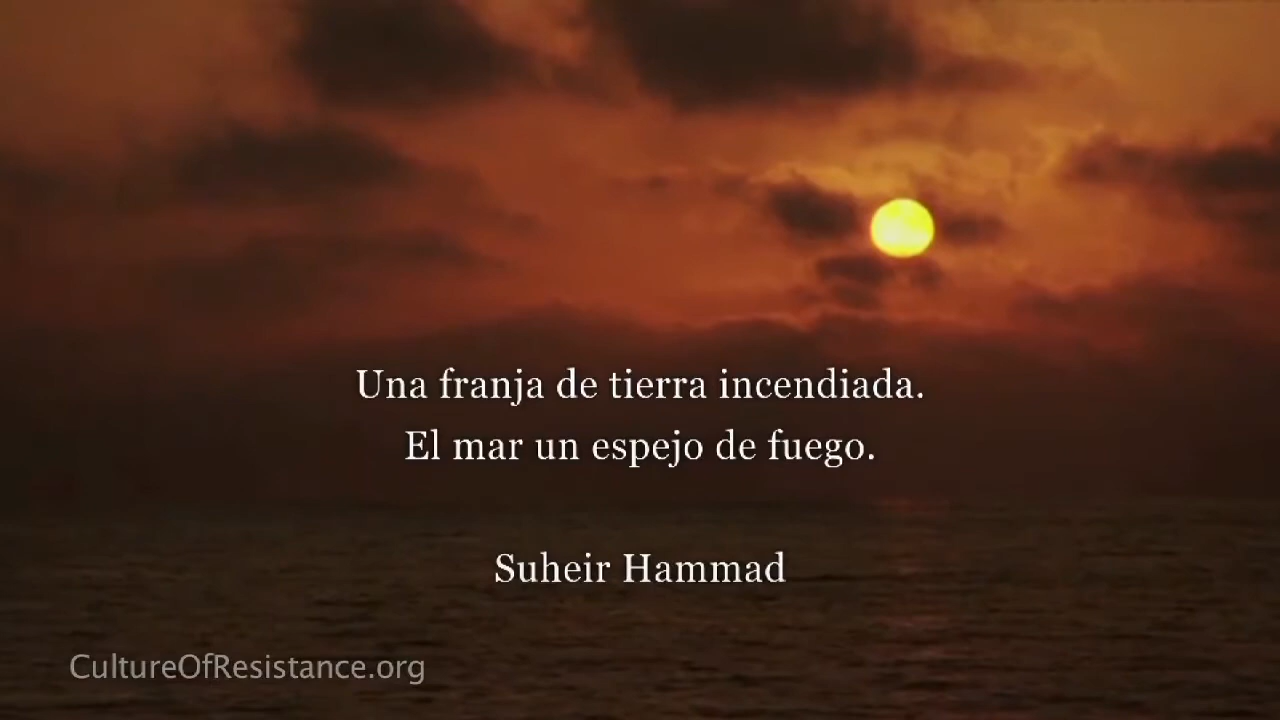 Una franja de tierra incendiada.
El mar un espejo de fuego.
Suheir Hammad
CultureOfResistance.org